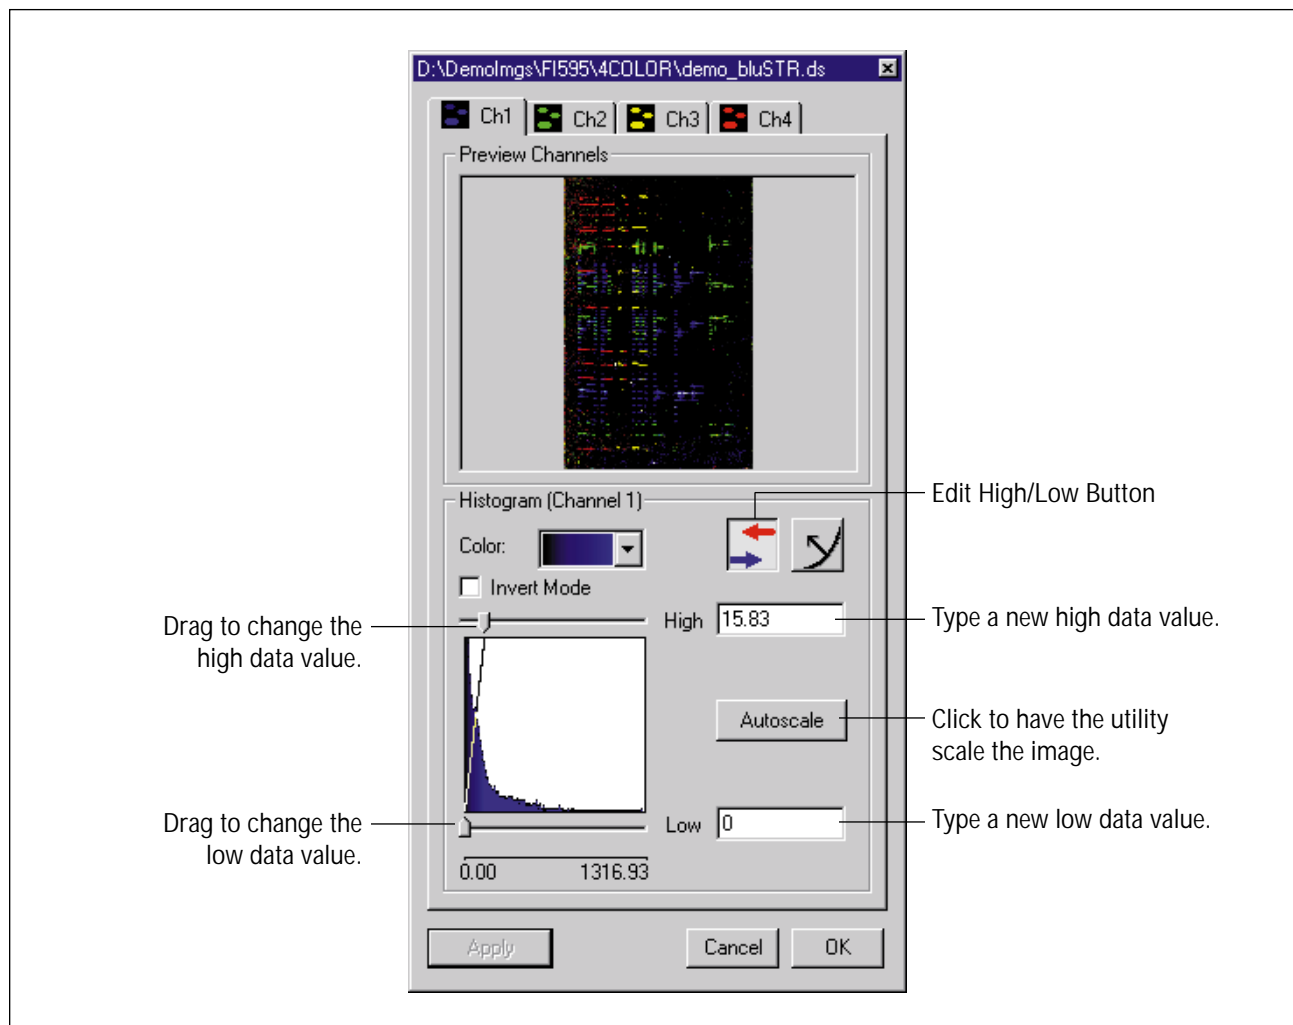 D:\DemoImgs\FI595\4COLOR\demo_bluSTR.ds
Ch1
Ch2
Ch3
Ch4
Preview Channels
Histogram (Channel 1)
Edit High/Low Button
Color:
Invert Mode
Drag to change the
high data value.
High
15.83
Type a new high data value.
Autoscale
Click to have the utility
scale the image.
Drag to change the
low data value.
Low
0
Type a new low data value.
0.00
1316.93
Apply
Cancel
OK